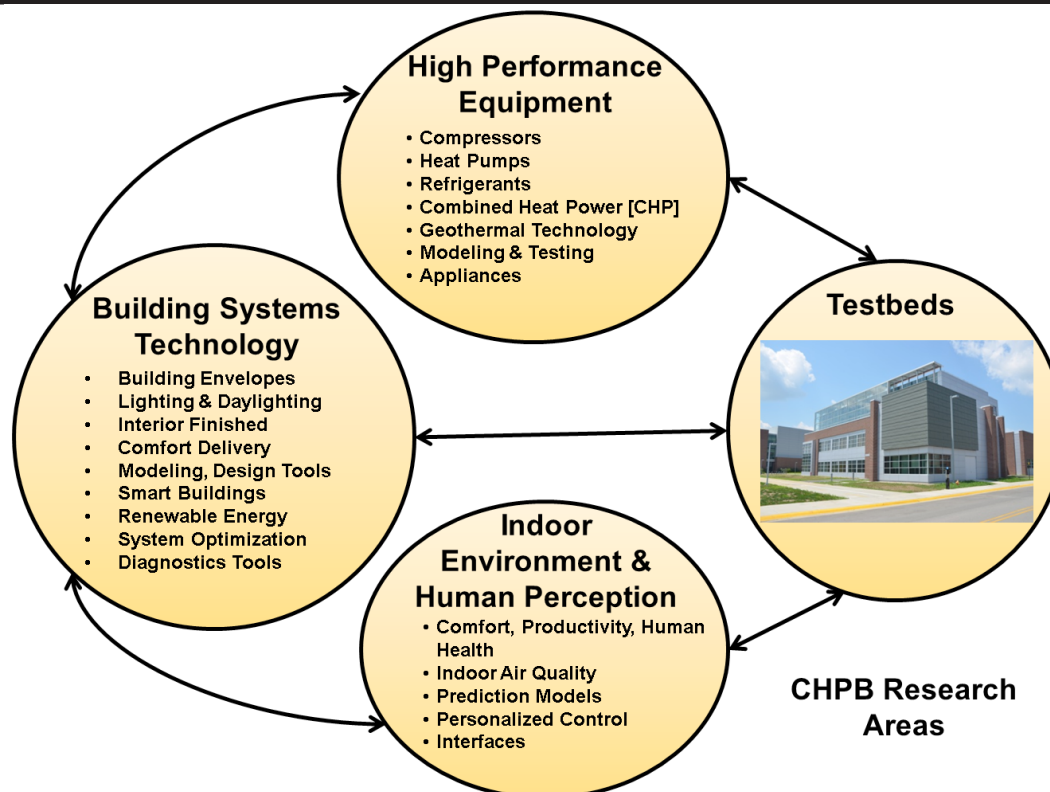 High Performance
Equipment
• Compressors
• Heat Pumps
• Refrigerants
• Combined Heat Power [CHP]
• Geothermal Technology
• Modeling & Testing
• Appliances
Building Systems
Technology
• Building Envelopes
• Lighting & Daylighting
• Interior Finished
• Comfort Delivery
• Modeling, Design Tools
• Smart Buildings
• Renewable Energy
• System Optimization
• Diagnostics Tools
Testbeds
Indoor
Environment &
Human Perception
• Comfort, Productivity, Human
Health
• Indoor Air Quality
• Prediction Models
• Personalized Control
• Interfaces
CHPB Research
Areas